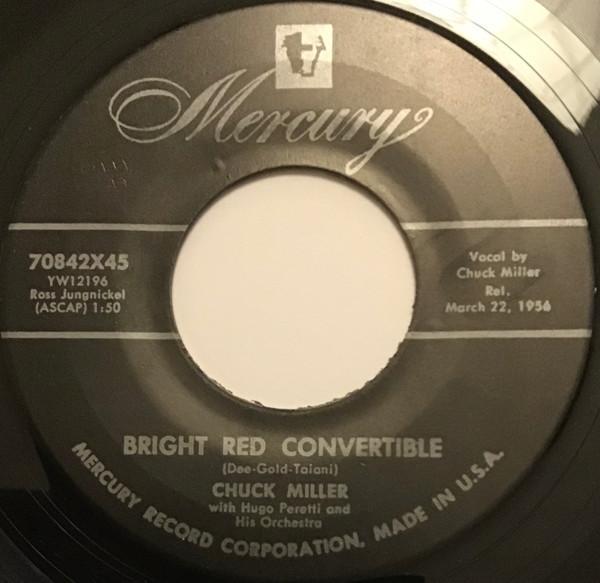 Mercury
70842X45
YW12196
Ross Jungnickel
(ASCAP) 1:50
Vocal by
Chuck Miller
Rel.
March 22, 1956
BRIGHT RED CONVERTIBLE
(Dee-Gold-Taiani)
CHUCK MILLER
with Hugo Peretti and
His Orchestra
MERCURY RECORD CORPORATION, MADE IN U.S.A.